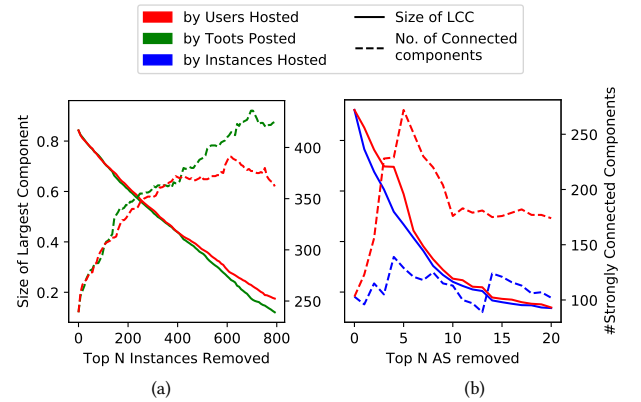 by Users Hosted
by Toots Posted
by Instances Hosted
Size of LCC
No. of Connected
components
Size of Largest Component
0.8
0.6
0.4
0.2
400
350
300
250
0
200
400
600
800
Top N Instances Removed
(a)
250
200
150
100
#Strongly Connected Components
0
5
10
15
20
Top N AS removed
(b)